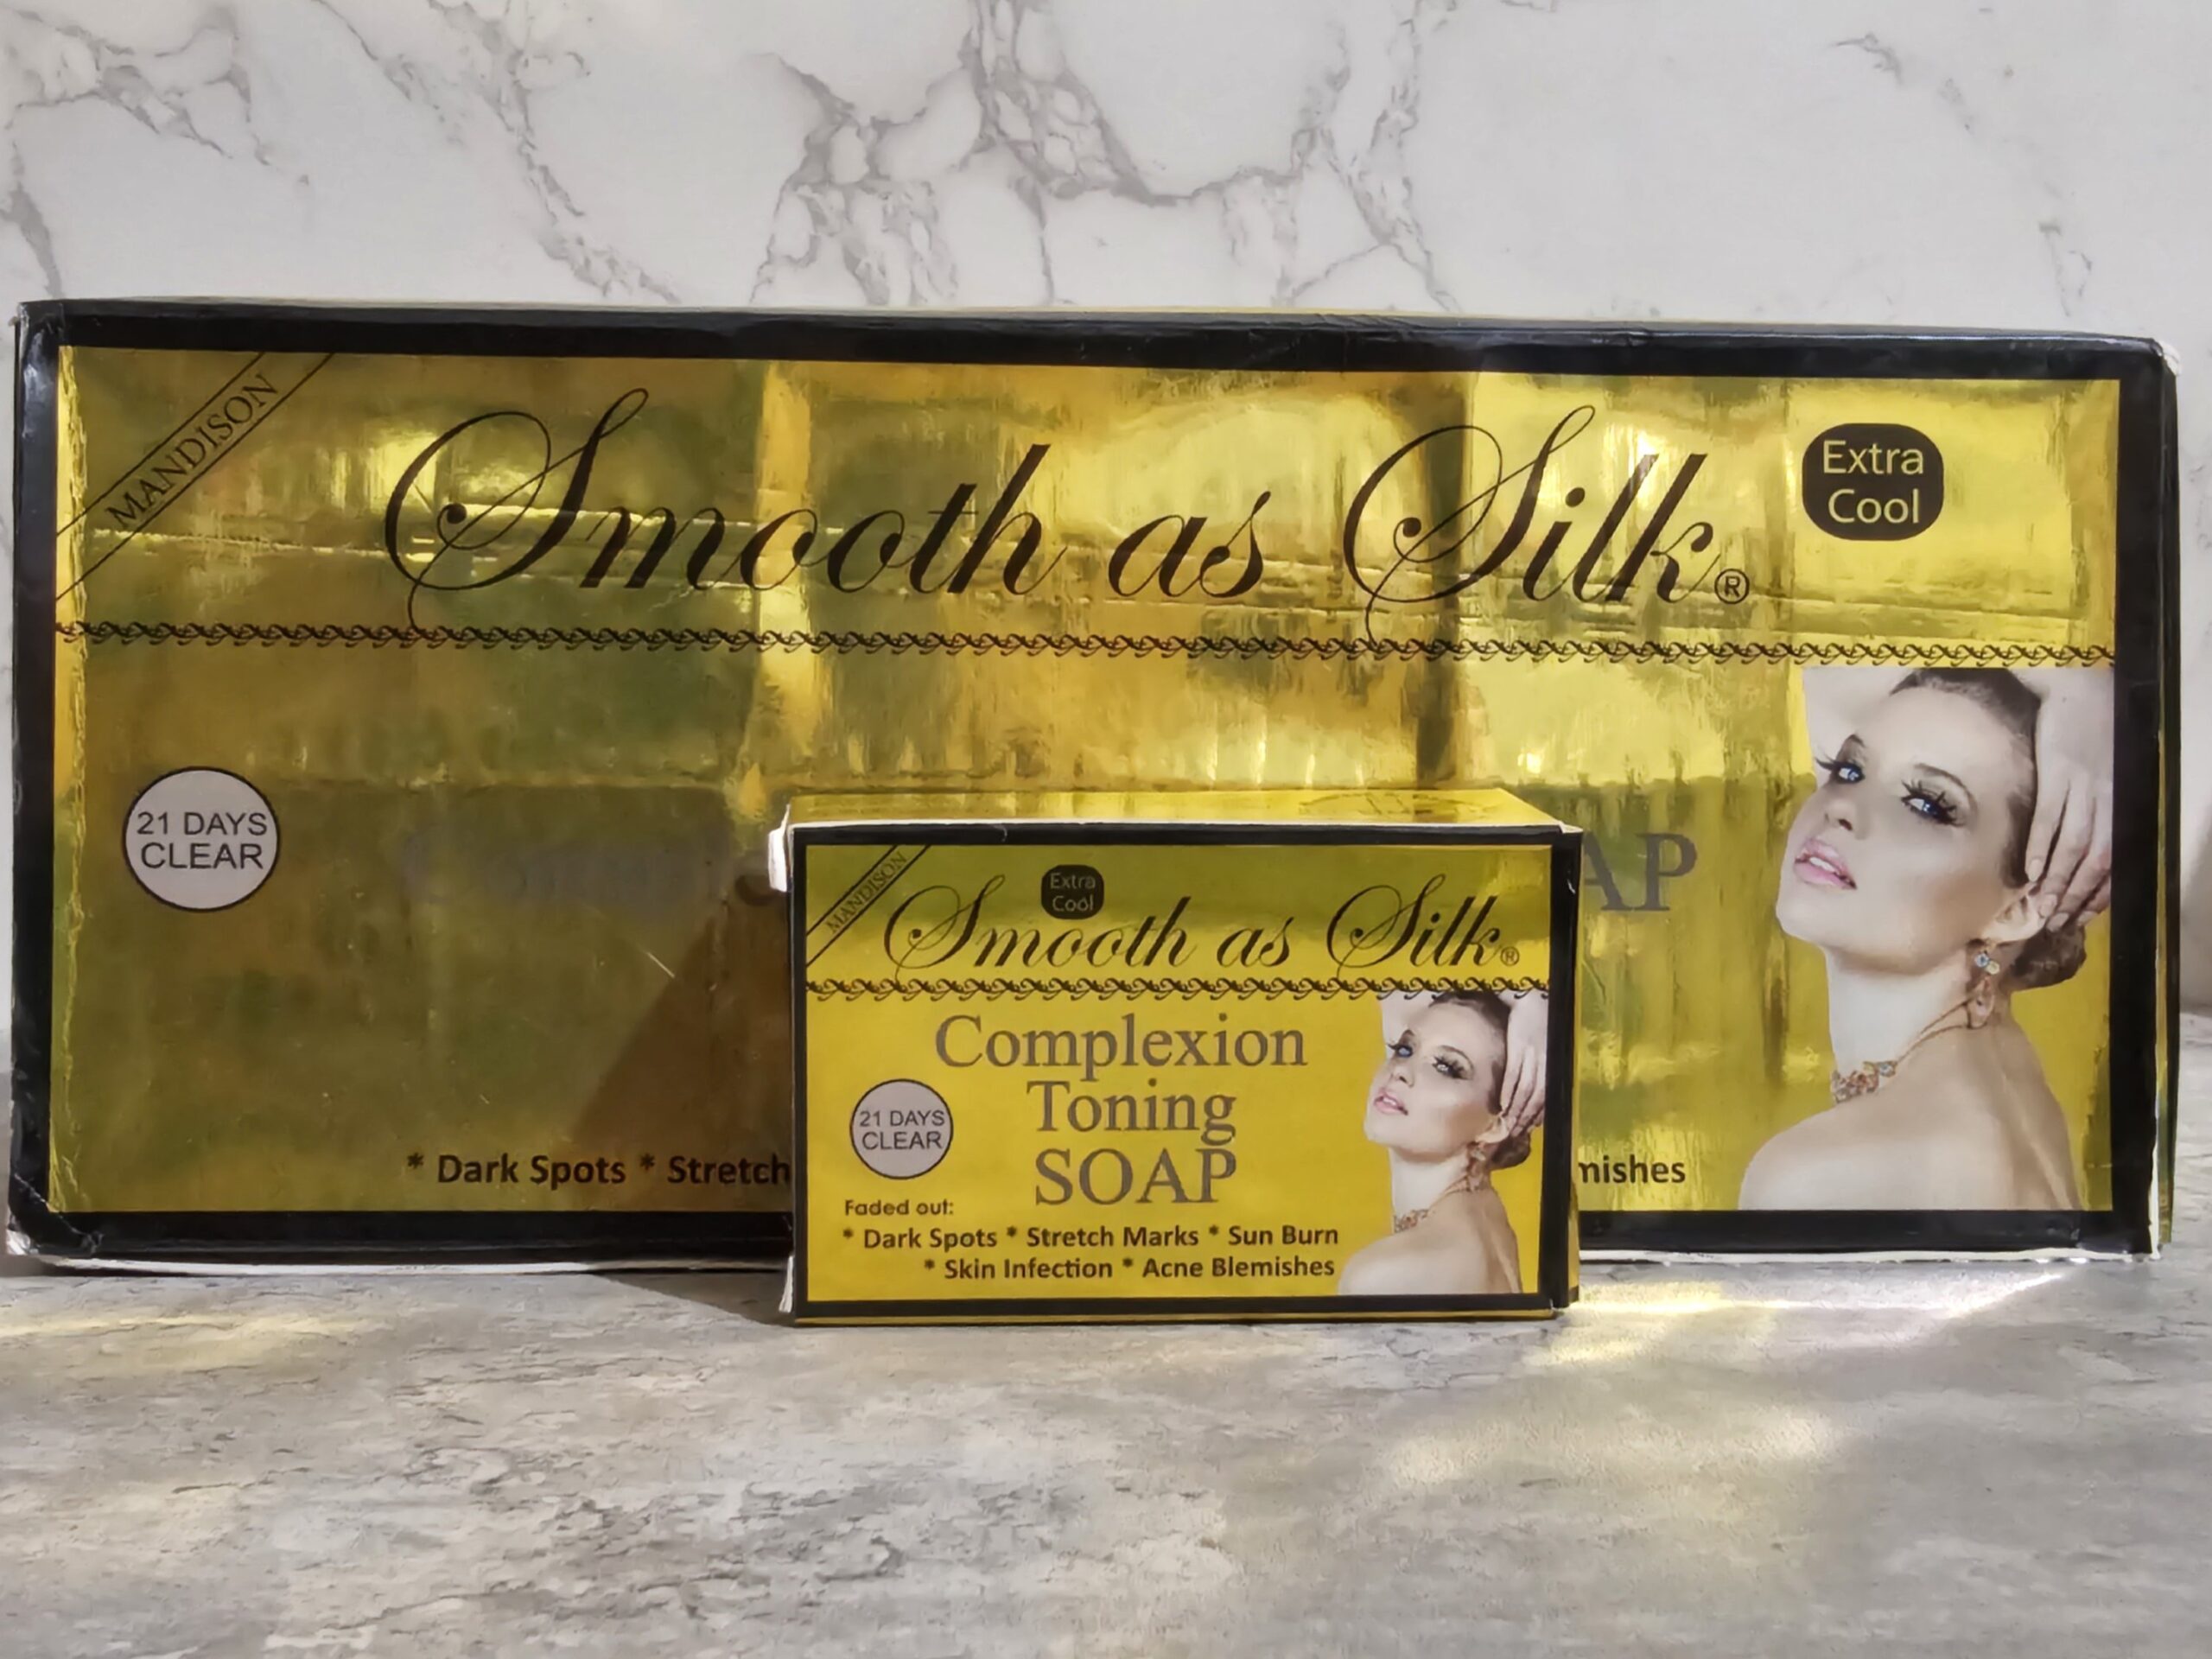 MANDISON
Smooth as Silk®
Extra
Cool
21 DAYS
CLEAR
* Dark Spots * Stretch
MANDISON
Extra
Cool
Smooth as Silk®
Complexion
Toning
SOAP
21 DAYS
CLEAR
Faded out:
* Dark Spots * Stretch Marks * Sun Burn
* Skin Infection * Acne Blemishes
AP
mishes